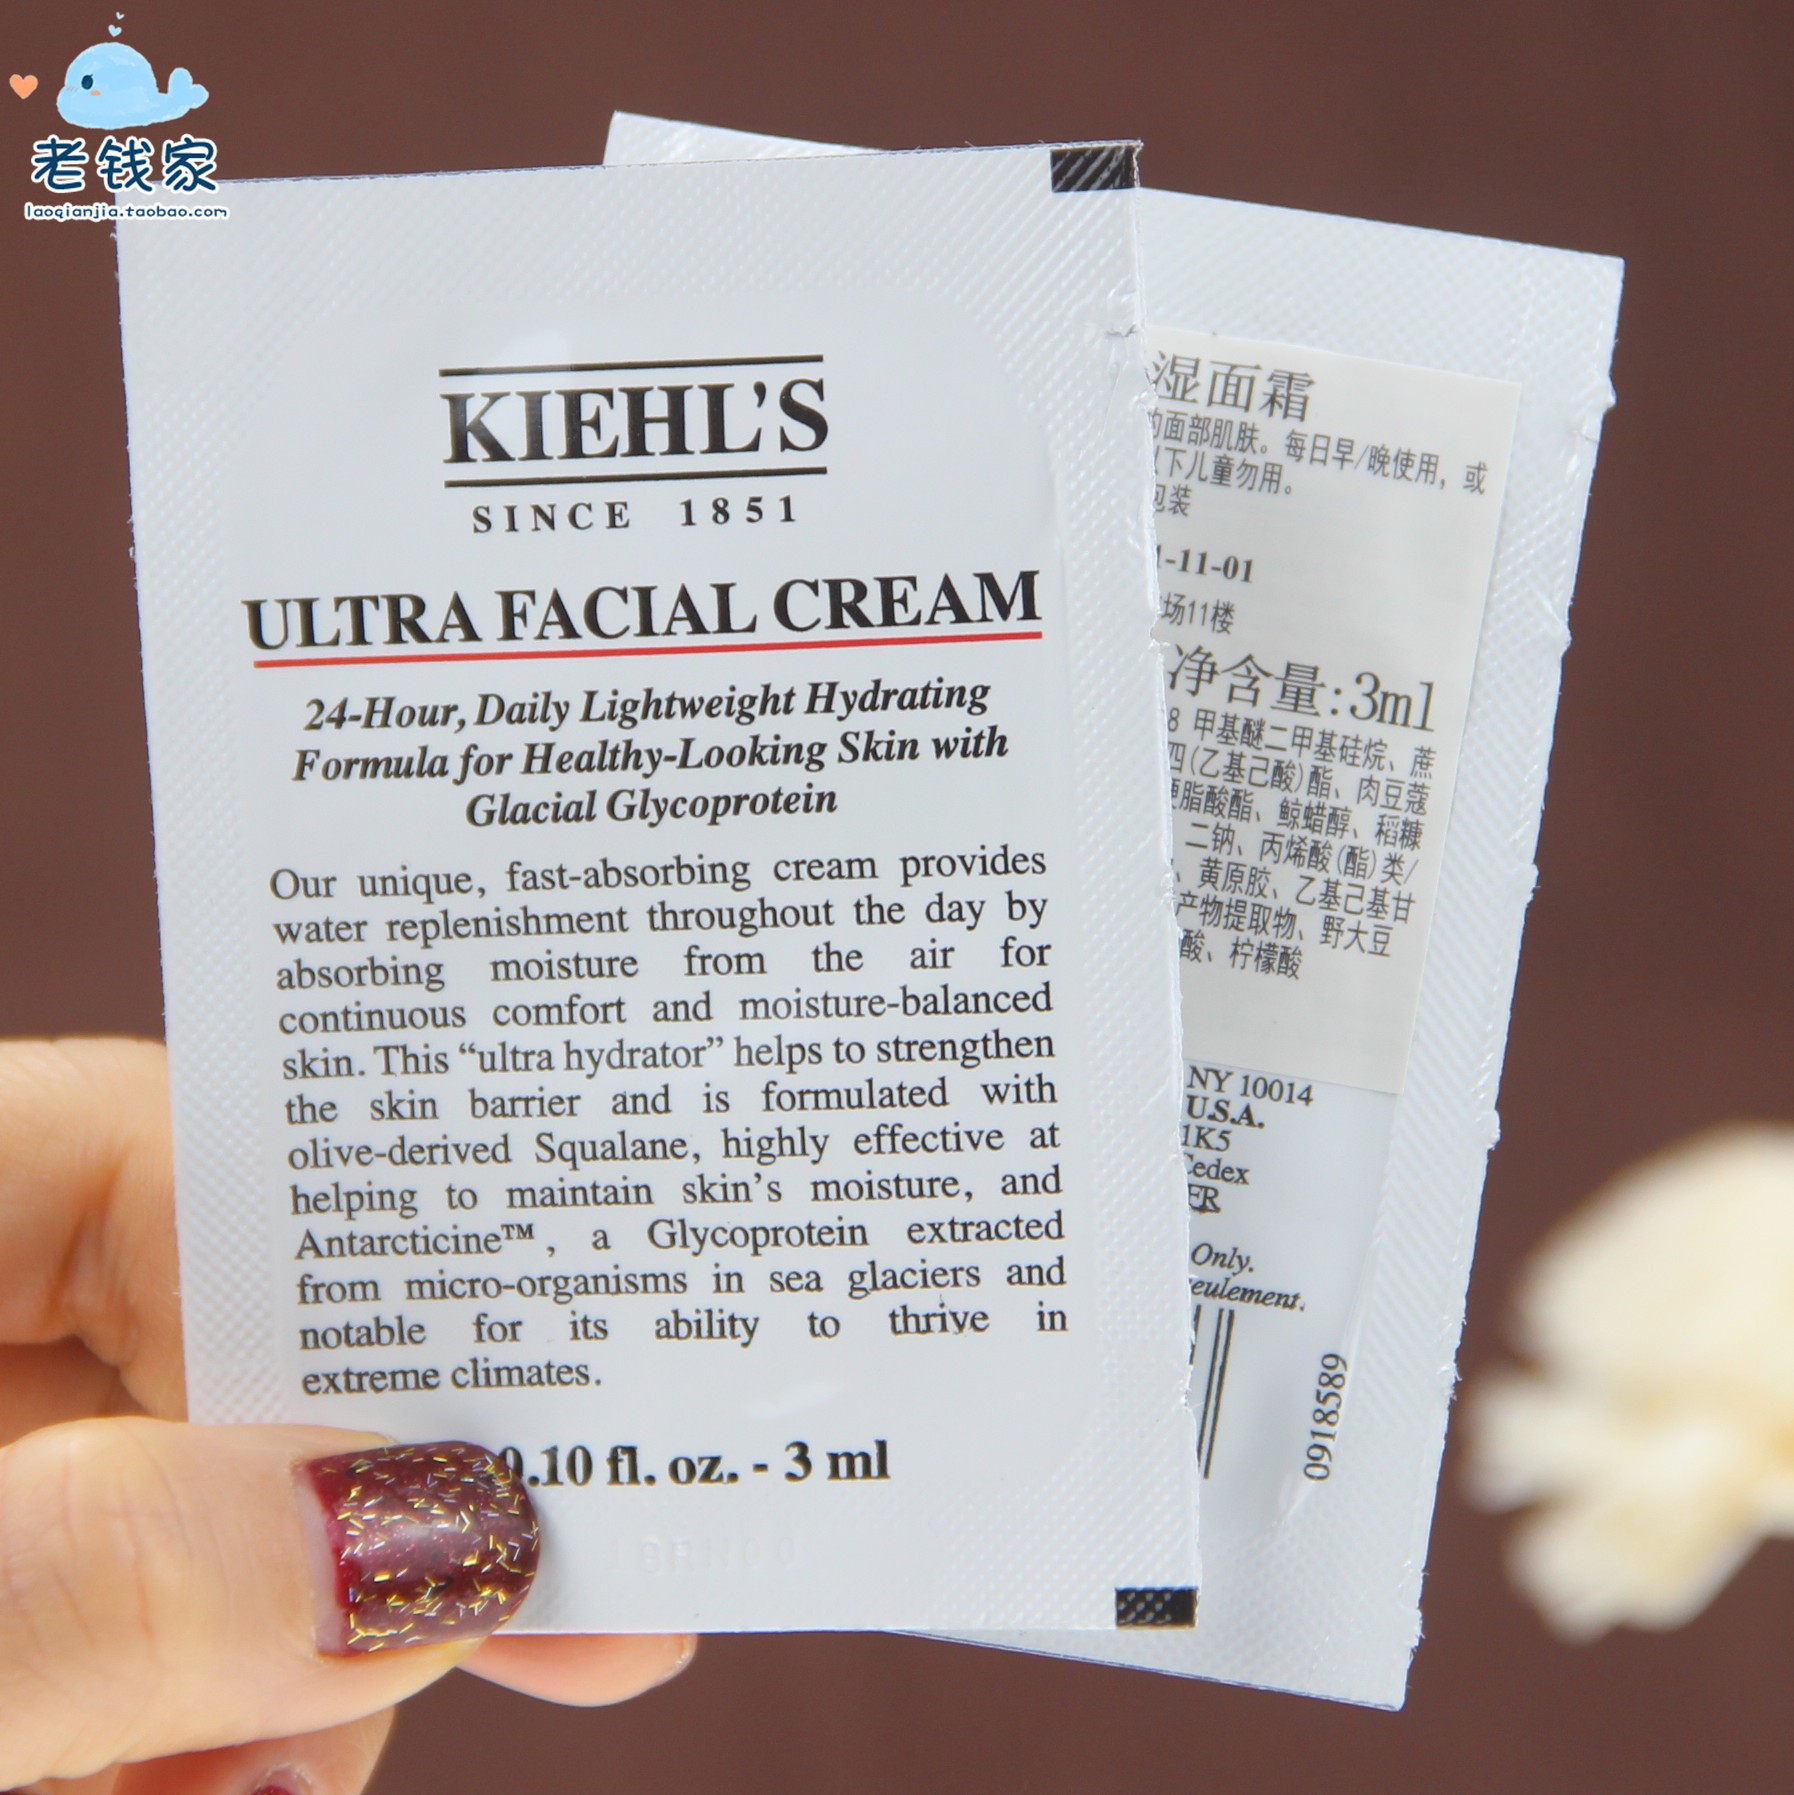 老钱家
laoqianjia.taobao.com
KIEHL'S
SINCE 1851
ULTRA FACIAL CREAM
24-Hour, Daily Lightweight Hydrating
Formula for Healthy-Looking Skin with
Glacial Glycoprotein
Our unique, fast-absorbing cream provides
water replenishment throughout the day by
absorbing moisture from the air for
continuous comfort and moisture-balanced
skin. This “ultra hydrator” helps to strengthen
the skin barrier and is formulated with
olive-derived Squalane, highly effective at
helping to maintain skin’s moisture, and
Antarcticine™, a Glycoprotein extracted
from micro-organisms in sea glaciers and
notable for its ability to thrive in
extreme climates.
0.10 fl. oz. - 3 ml
湿面霜
的面部肌肤。每日早/晚使用，或
以下儿童勿用。
包装
1-11-01
场11楼
净含量:3ml
8 甲基醚二甲基硅烷、蔗
四(乙基己酸)酯、肉豆蔻
硬脂酸酯、鲸蜡醇、稻糠
二钠、丙烯酸(酯)类/
、黄原胶、乙基己基甘
产物提取物、野大豆
酸、柠檬酸
NY 10014
U.S.A.
1K5
Cedex
FR
Only.
seulement.
0918589